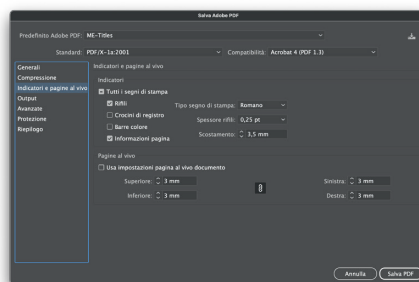 Salva Adobe PDF
Predefinito Adobe PDF: ME-Titles
Standard: PDF/X-1a:2001 Compatibilità: Acrobat 4 (PDF 1.3)
Generali
Compressione
Indicatori e pagine al vivo
Output
Avanzate
Protezione
Riepilogo
Indicatori e pagine al vivo
Indicatori
Tutti i segni di stampa
Rifili
Crocini di registro
Barre colore
Informazioni pagina
Tipo segno di stampa: Romano
Spessore rifili: 0,25 pt
Scostamento: 3,5 mm
Pagine al vivo
Usa impostazioni pagina al vivo documento
Superiore: 3 mm
Inferiore: 3 mm
Sinistra: 3 mm
Destra: 3 mm
Annulla Salva PDF